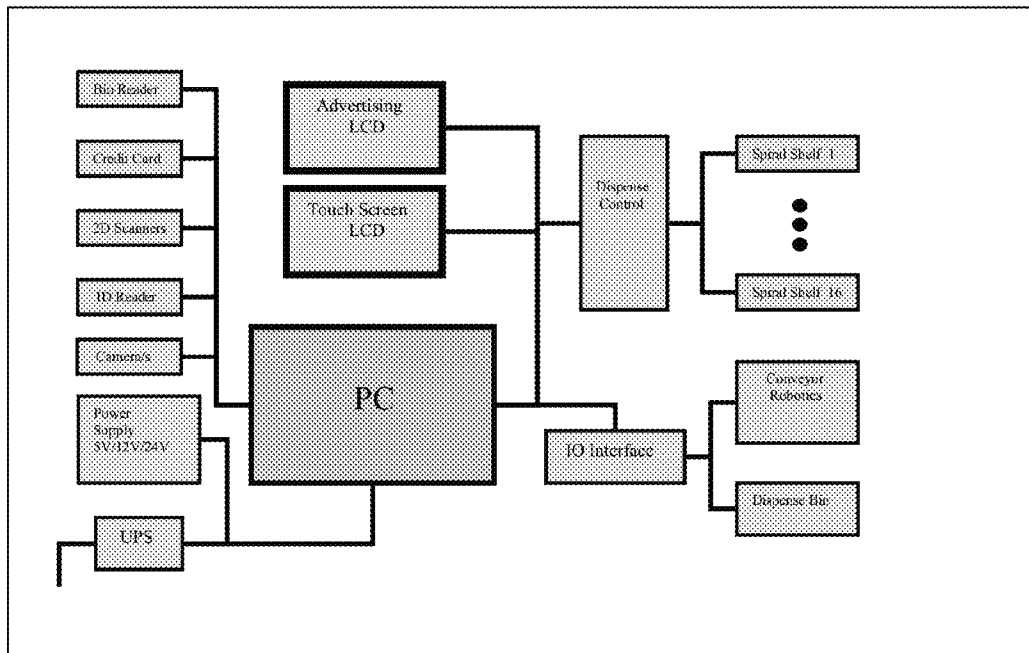 Bio Reader
Credit Card
2D Scanners
ID Reader
Camera/s
Power
Supply
5V/12V/24V
UPS
Advertising
LCD
Touch Screen
LCD
PC
Dispense
Control
IO Interface
Spiral Shelf 1
Spiral Shelf 16
Conveyor
Robotics
Dispense Bin